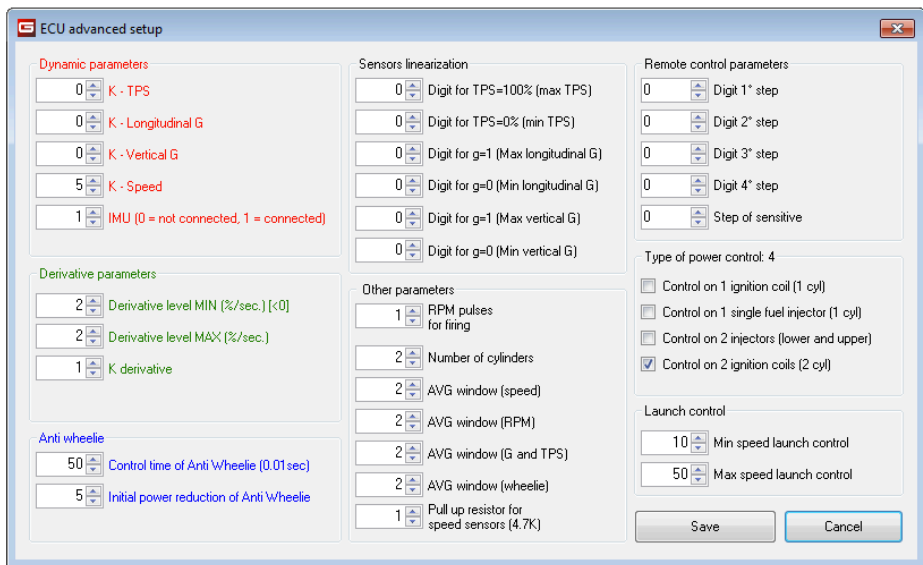 ECU advanced setup
Dynamic parameters
0 K - TPS
0 K - Longitudinal G
0 K - Vertical G
5 K - Speed
1 IMU (0 = not connected, 1 = connected)
Derivative parameters
2 Derivative level MIN (%/sec.) [<0]
2 Derivative level MAX (%/sec.)
1 K derivative
Anti wheelie
50 Control time of Anti Wheelie (0.01sec)
5 Initial power reduction of Anti Wheelie
Sensors linearization
0 Digit for TPS=100% (max TPS)
0 Digit for TPS=0% (min TPS)
0 Digit for g=1 (Max longitudinal G)
0 Digit for g=0 (Min longitudinal G)
0 Digit for g=1 (Max vertical G)
0 Digit for g=0 (Min vertical G)
Other parameters
1 RPM pulses
for firing
2 Number of cylinders
2 AVG window (speed)
2 AVG window (RPM)
2 AVG window (G and TPS)
2 AVG window (wheelie)
1 Pull up resistor for
speed sensors (4.7K)
Remote control parameters
0 Digit 1° step
0 Digit 2° step
0 Digit 3° step
0 Digit 4° step
0 Step of sensitive
Type of power control: 4
Control on 1 ignition coil (1 cyl)
Control on 1 single fuel injector (1 cyl)
Control on 2 injectors (lower and upper)
Control on 2 ignition coils (2 cyl)
Launch control
10 Min speed launch control
50 Max speed launch control
Save
Cancel